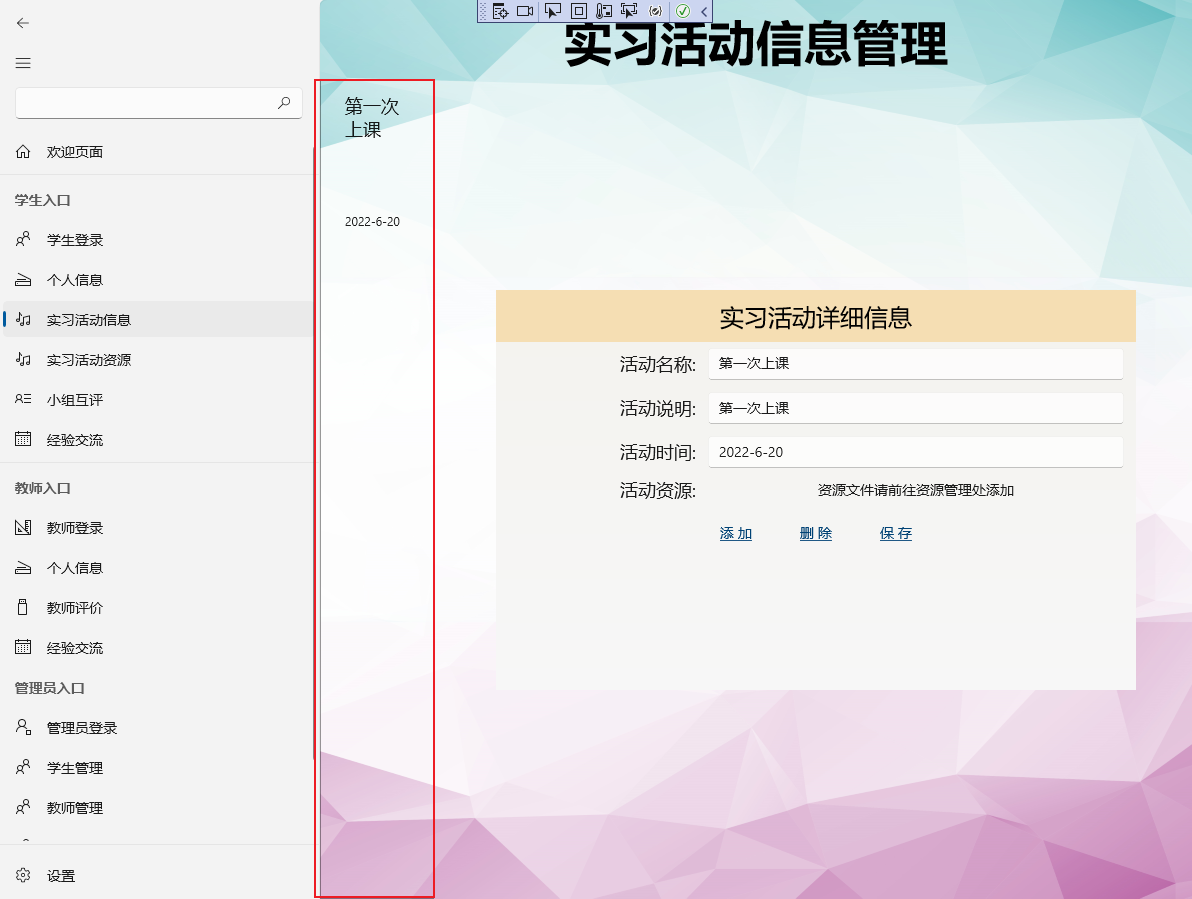 实习活动信息管理
欢迎页面
学生入口
学生登录
个人信息
实习活动信息
实习活动资源
小组互评
经验交流
教师入口
教师登录
个人信息
教师评价
经验交流
管理员入口
管理员登录
学生管理
教师管理
设置
第一次
上课
2022-6-20
实习活动详细信息
活动名称: 第一次上课
活动说明: 第一次上课
活动时间: 2022-6-20
活动资源: 资源文件请前往资源管理处添加
添 加 删 除 保 存